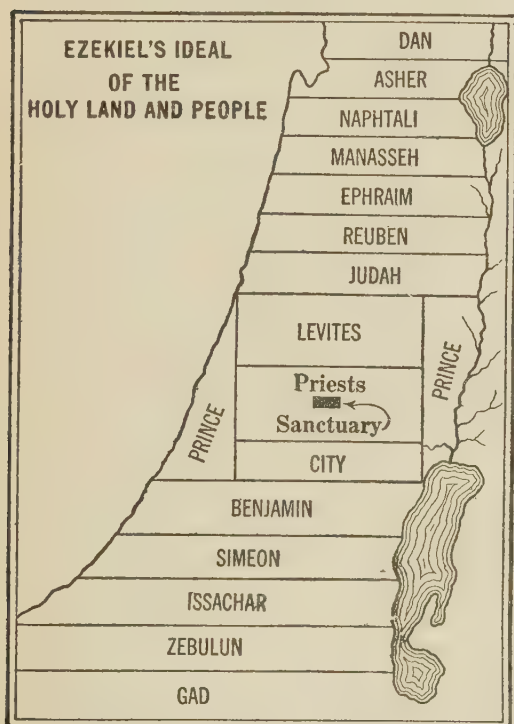 EZEKIEL'S IDEAL
OF THE
HOLY LAND AND PEOPLE
DAN
ASHER
NAPHTALI
MANASSEH
EPHRAIM
REUBEN
JUDAH
LEVITES
PRINCE
Priests
Sanctuary
PRINCE
CITY
BENJAMIN
SIMEON
ISSACHAR
ZEBULUN
GAD